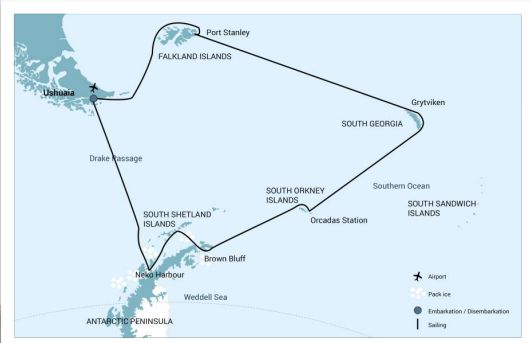 Port Stanley
FALKLAND ISLANDS
Ushuaia
Grytviken
SOUTH GEORGIA
Drake Passage
Southern Ocean
SOUTH ORKNEY
ISLANDS
SOUTH SANDWICH
ISLANDS
SOUTH SHETLAND
ISLANDS
Orcadas Station
Brown Bluff
Neko Harbour
Weddell Sea
ANTARCTIC PENINSULA
Airport
Pack ice
Embarkation / Disembarkation
Sailing